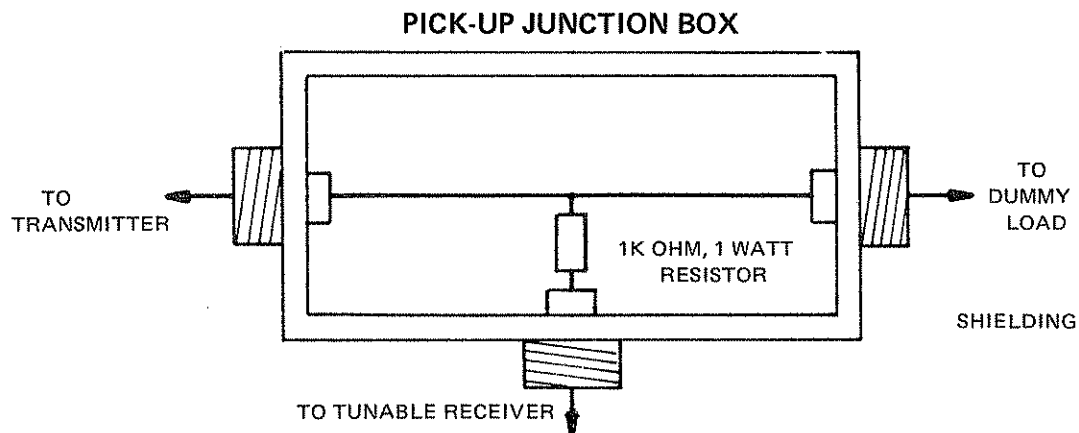 PICK-UP JUNCTION BOX
TO
TRANSMITTER
TO
DUMMY
LOAD
1K OHM, 1 WATT
RESISTOR
SHIELDING
TO TUNABLE RECEIVER